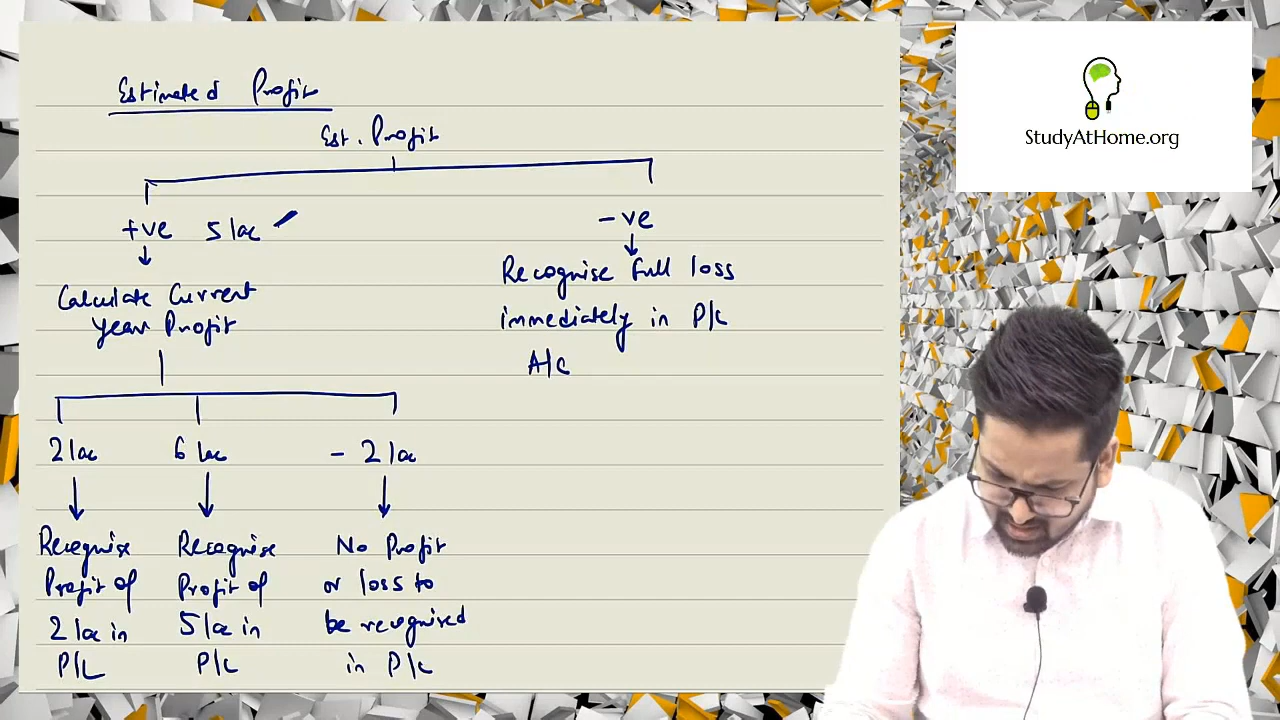 Estimated Profit
Est. Profit
+ve 5 lac
-ve
Calculate Current
Year Profit
Recognise full loss
immediately in P/L
A/c
2 lac
6 lac
- 2 lac
Recognise
Profit of
2 lac in
P/L
Recognise
Profit of
5 lac in
P/L
No Profit
or loss to
be recognised
in P/L
StudyAtHome.org